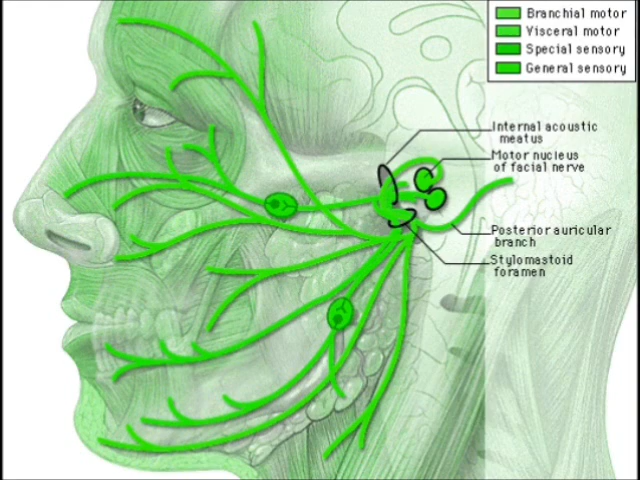 Branchial motor
Visceral motor
Special sensory
General sensory
Internal acoustic
meatus
Motor nucleus
of facial nerve
Posterior auricular
branch
Stylomastoid
foramen